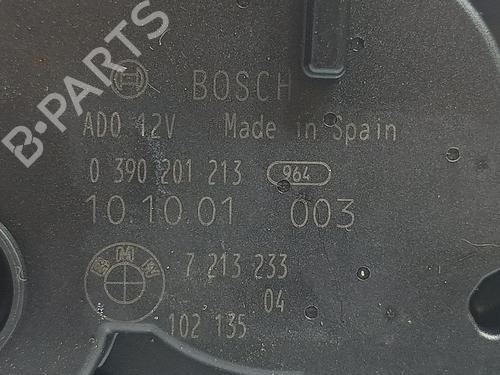 BOSCH
ADO 12V Made in Spain
0 390 201 213 964
10.10.01 003
BMW 7 213 233
04
102 135
B-PARTS